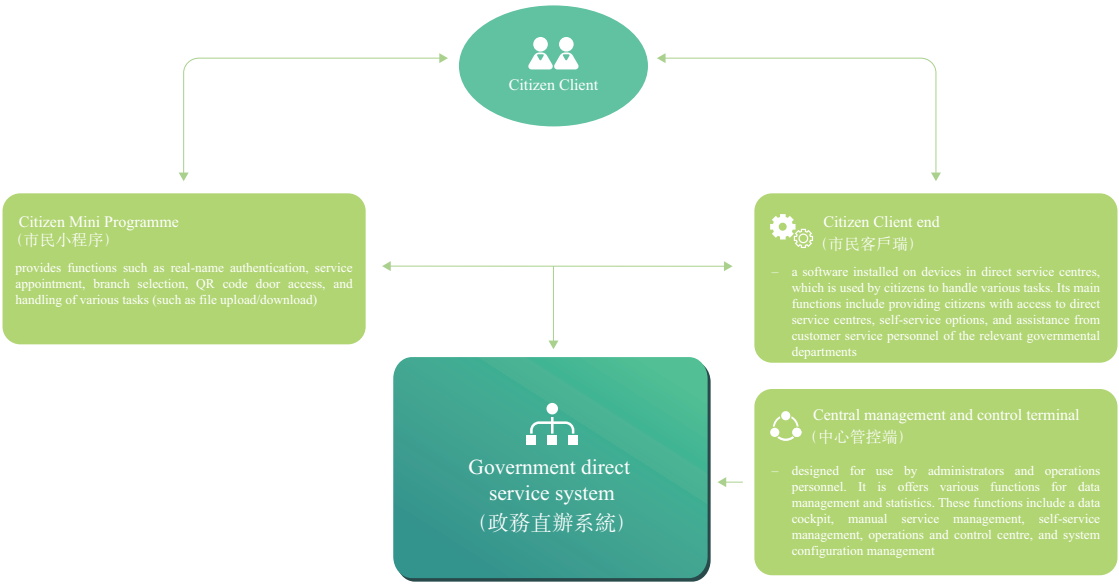 Citizen Client
Citizen Mini Programme
(市民小程序)
provides functions such as real-name authentication, service
appointment, branch selection, QR code door access, and
handling of various tasks (such as file upload/download)
Citizen Client end
(市民客戶端)
– a software installed on devices in direct service centres,
which is used by citizens to handle various tasks. Its main
functions include providing citizens with access to direct
service centres, self-service options, and assistance from
customer service personnel of the relevant governmental
departments
Government direct
service system
(政務直辦系統)
Central management and control terminal
(中心管控端)
– designed for use by administrators and operations
personnel. It is offers various functions for data
management and statistics. These functions include a data
cockpit, manual service management, self-service
management, operations and control centre, and system
configuration management